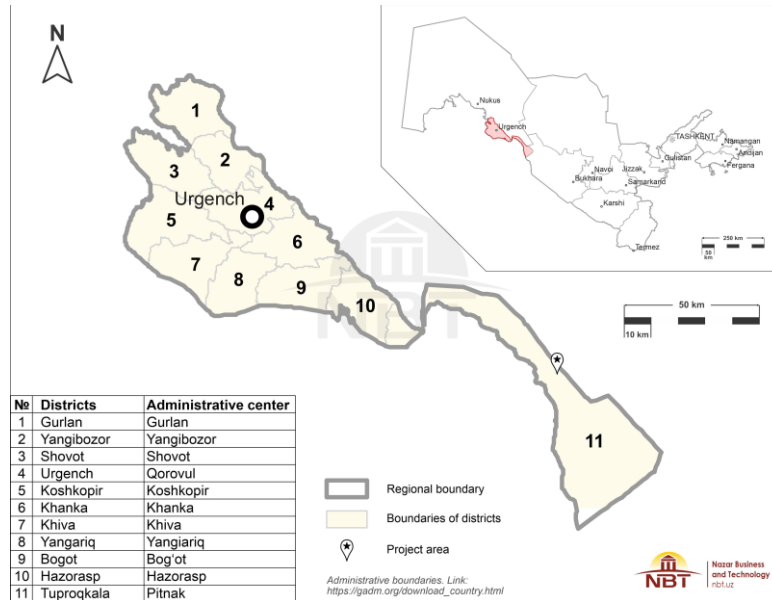 N
1
2
3
Urgench
4
5
6
7
8
9
10
11
NBT
Nukus
Urgench
TASHKENT
Namangan
Andijan
Fergana
Gulistan
Navoi
Jizzak
Bukhara
Samarkand
Karshi
Termez
250 km
50 km
50 km
10 km
№ Districts Administrative center
1 Gurlan Gurlan
2 Yangibozor Yangibozor
3 Shovot Shovot
4 Urgench Qorovul
5 Koshkopir Koshkopir
6 Khanka Khanka
7 Khiva Khiva
8 Yangariq Yangiariq
9 Bogot Bog'ot
10 Hazorasp Hazorasp
11 Tuproqkala Pitnak
Regional boundary
Boundaries of districts
Project area
Administrative boundaries. Link:
https://gadm.org/download_country.html
NBT
Nazar Business
and Technology
nbt.uz